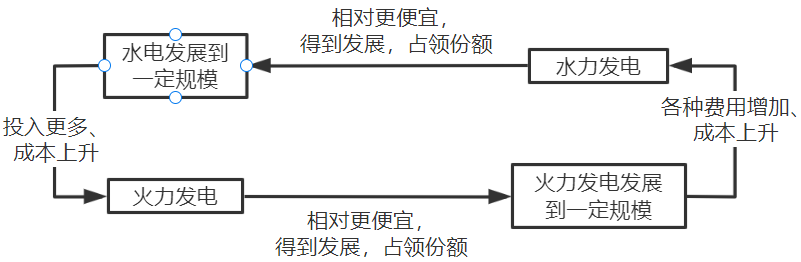 相对更便宜,
得到发展，占领份额
水电发展到
一定规模
水力发电
投入更多、
成本上升
各种费用增加、
成本上升
火力发电
火力发电发展
到一定规模
相对更便宜,
得到发展，占领份额